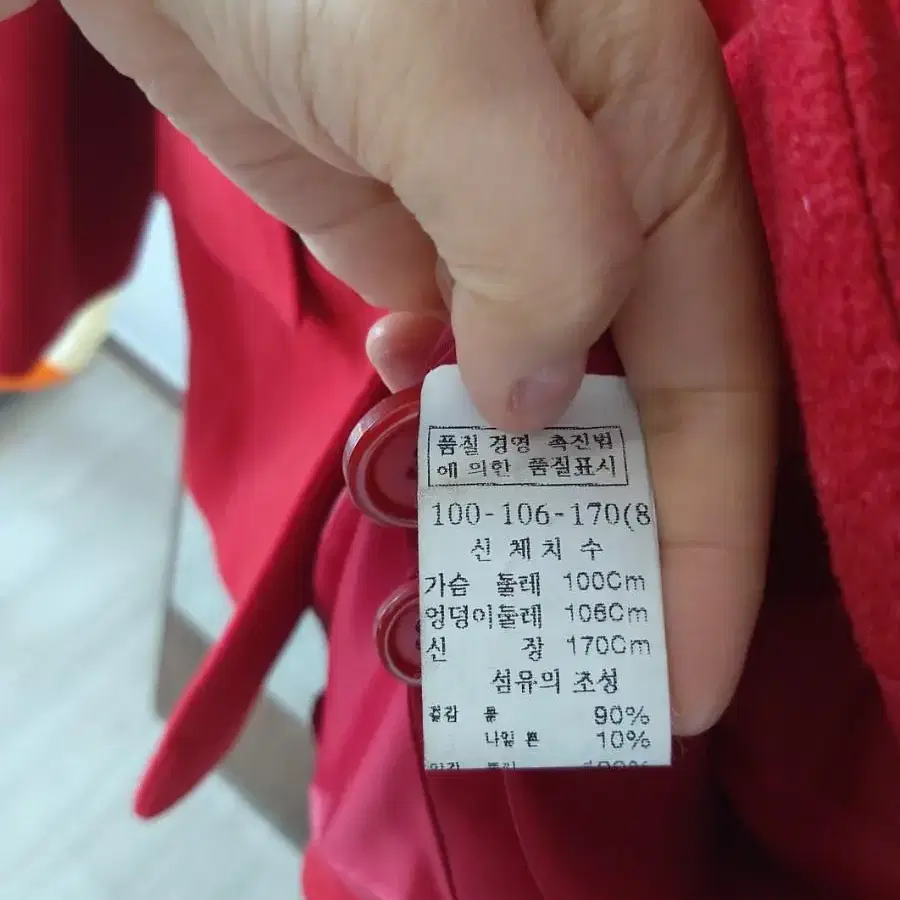 품질 경영 촉진법
에 의한 품질표시
100-106-170(8
신 체 치 수
가슴 둘레 100Cm
엉덩이둘레 106Cm
신 장 170Cm
섬유의 조성
겉감 모 90%
나일론 10%
100%